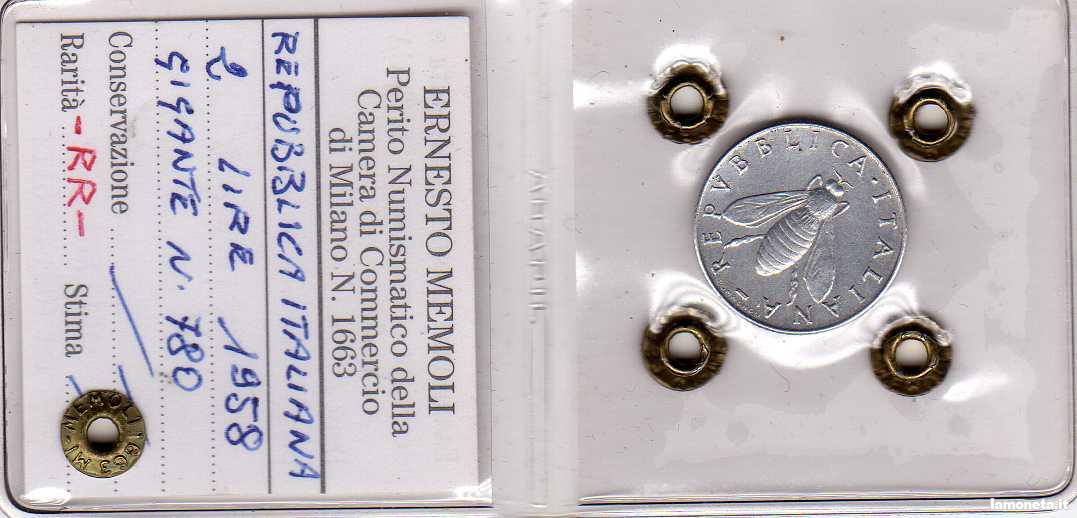 ERNESTO MEMOLI
Perito Numismatico della
Camera di Commercio
di Milano N. 1663
REPUBBLICA ITALIANA
2 LIRE 1958
GIGANTE N. 780
Conservazione
Rarità -RR- Stima
MEMOLI 1663 MI
REPVBBLICA · ITALIANA
lamoneta.it